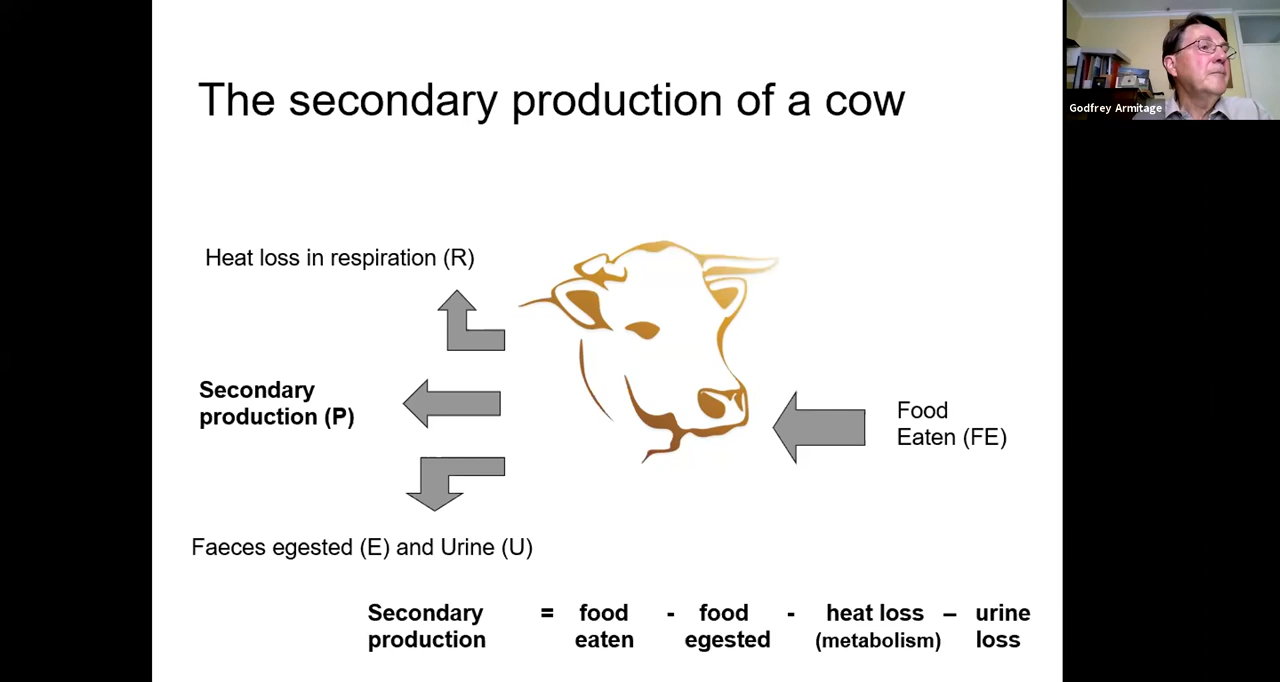 The secondary production of a cow
Godfrey Armitage
Heat loss in respiration (R)
Secondary
production (P)
Food
Eaten (FE)
Faeces egested (E) and Urine (U)
Secondary = food - food - heat loss – urine
production eaten egested (metabolism) loss